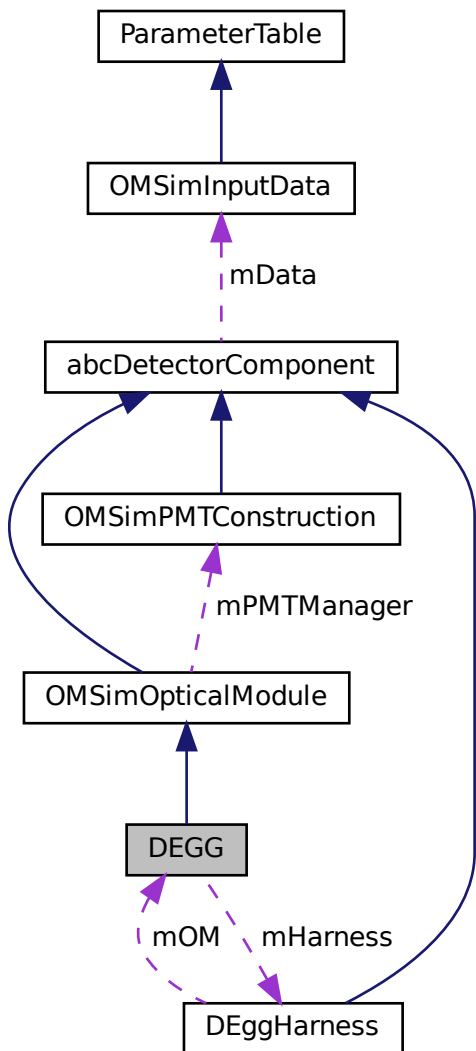 ParameterTable
OMSimInputData
mData
abcDetectorComponent
OMSimPMTConstruction
mPMTManager
OMSimOpticalModule
DEGG
mOM
mHarness
DEggHarness